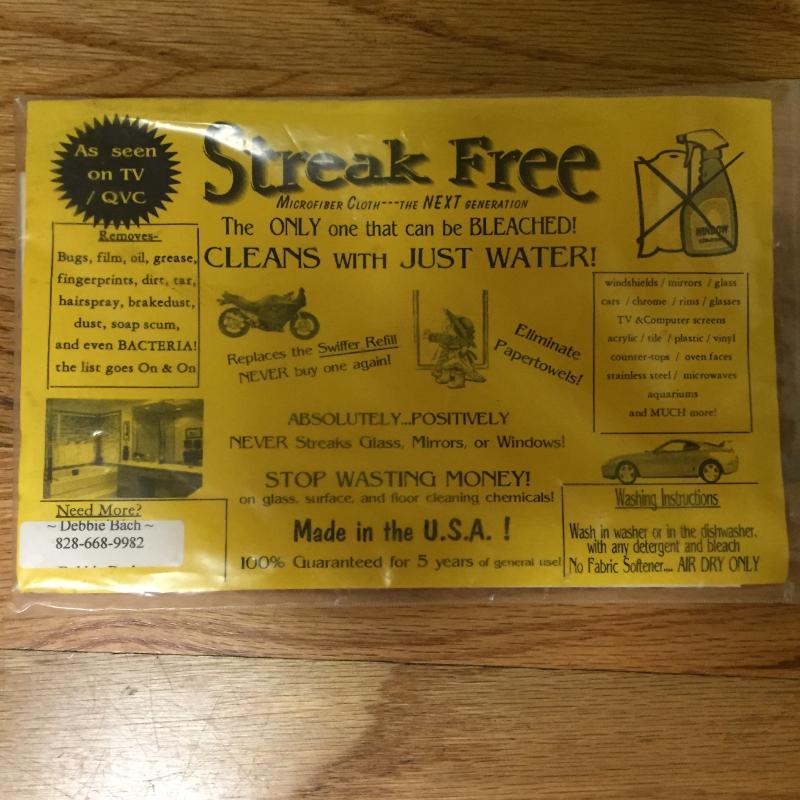 As seen
on TV
/ QVC
Streak Free
MICROFIBER CLOTH---THE NEXT GENERATION
The ONLY one that can be BLEACHED!
CLEANS WITH JUST WATER!
WINDOW
cleaner
Removes-
Bugs, film, oil, grease,
fingerprints, dirt, tar,
hairspray, brakedust,
dust, soap scum,
and even BACTERIA!
the list goes On & On
Replaces the Swiffer Refill
NEVER buy one again!
Eliminate
Papertowels!
windshields / mirrors / glass
cars / chrome / rims / glasses
TV &Computer screens
acrylic / tile / plastic / vinyl
counter-tops / oven faces
stainless steel / microwaves
aquariums
and MUCH more!
ABSOLUTELY...POSITIVELY
NEVER Streaks Glass, Mirrors, or Windows!
STOP WASTING MONEY!
on glass, surface, and floor cleaning chemicals!
Made in the U.S.A. !
100% Guaranteed for 5 years of general use!
Need More?
~ Debbie Bach ~
828-668-9982
Washing Instructions
Wash in washer or in the dishwasher,
with any detergent and bleach
No Fabric Softener.... AIR DRY ONLY